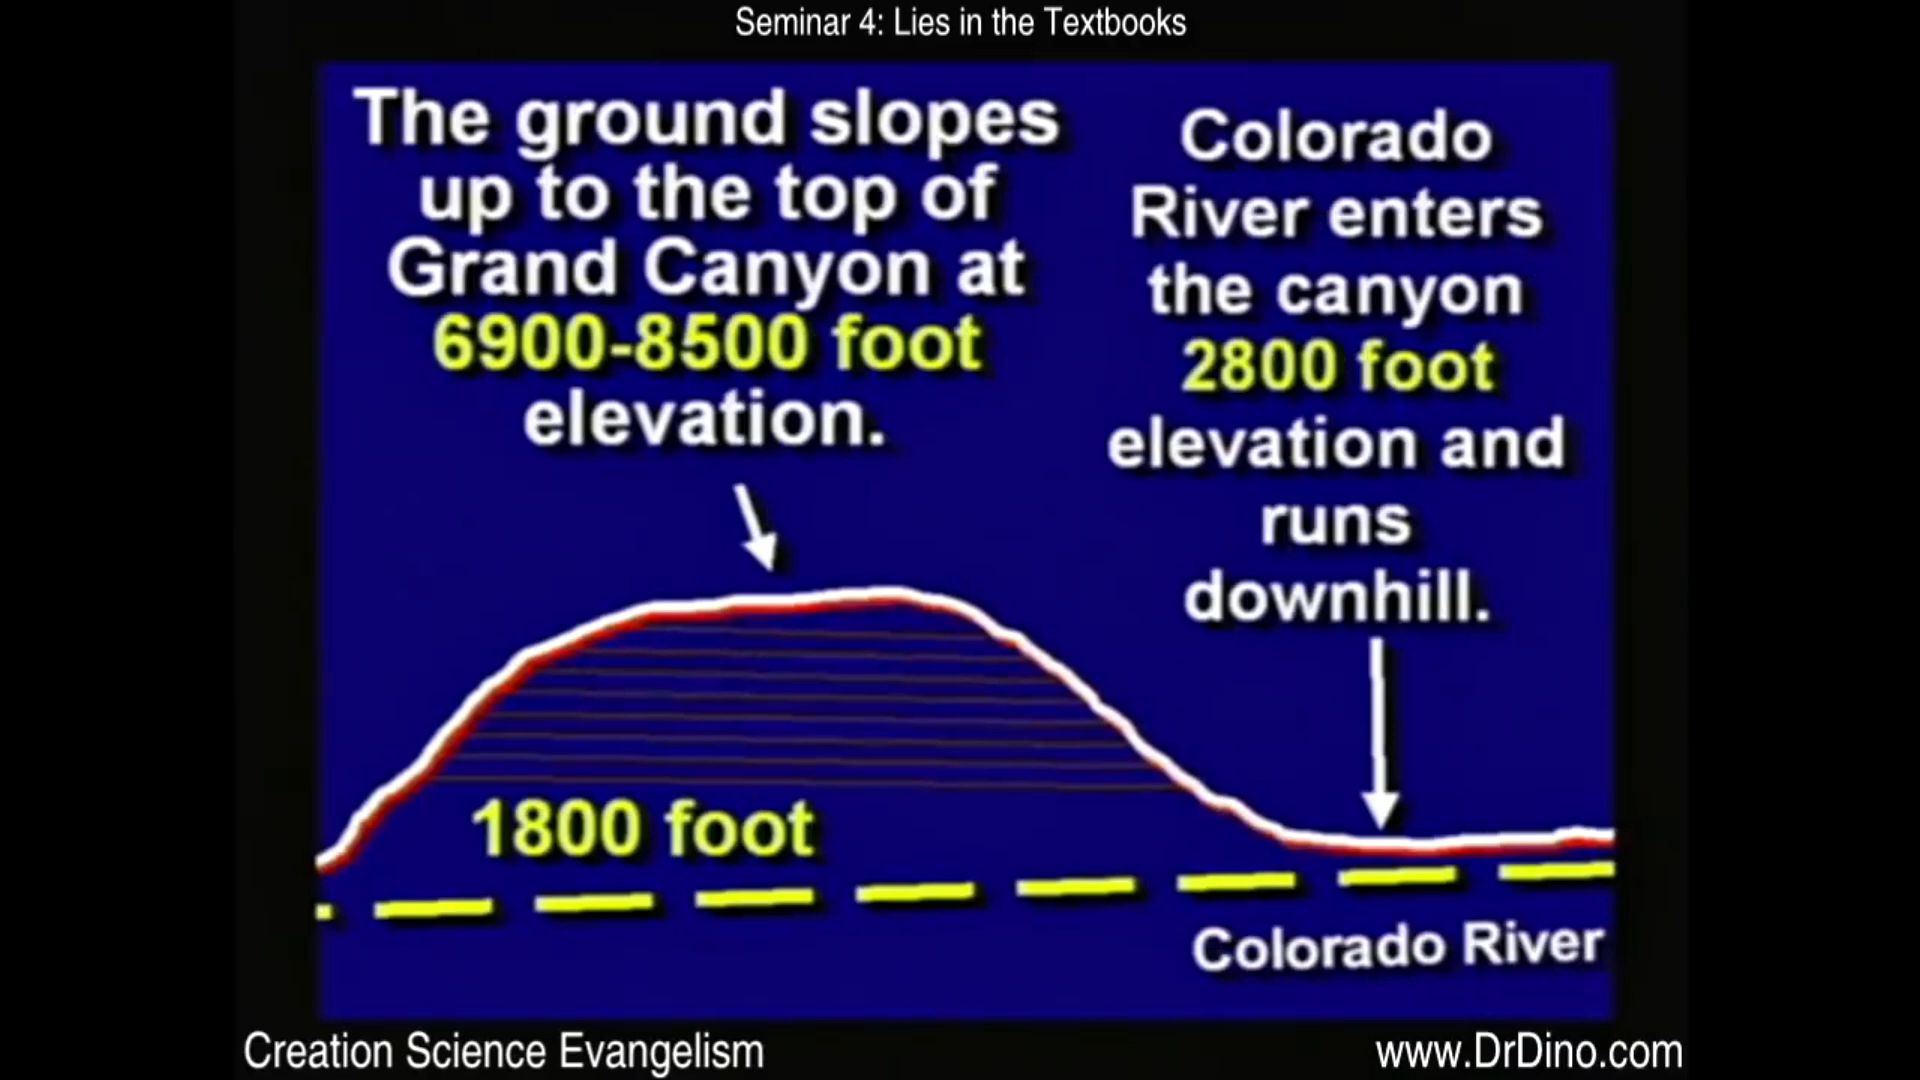 Seminar 4: Lies in the Textbooks
The ground slopes
up to the top of
Grand Canyon at
6900-8500 foot
elevation.
Colorado
River enters
the canyon
2800 foot
elevation and
runs
downhill.
1800 foot
Colorado River
Creation Science Evangelism
www.DrDino.com